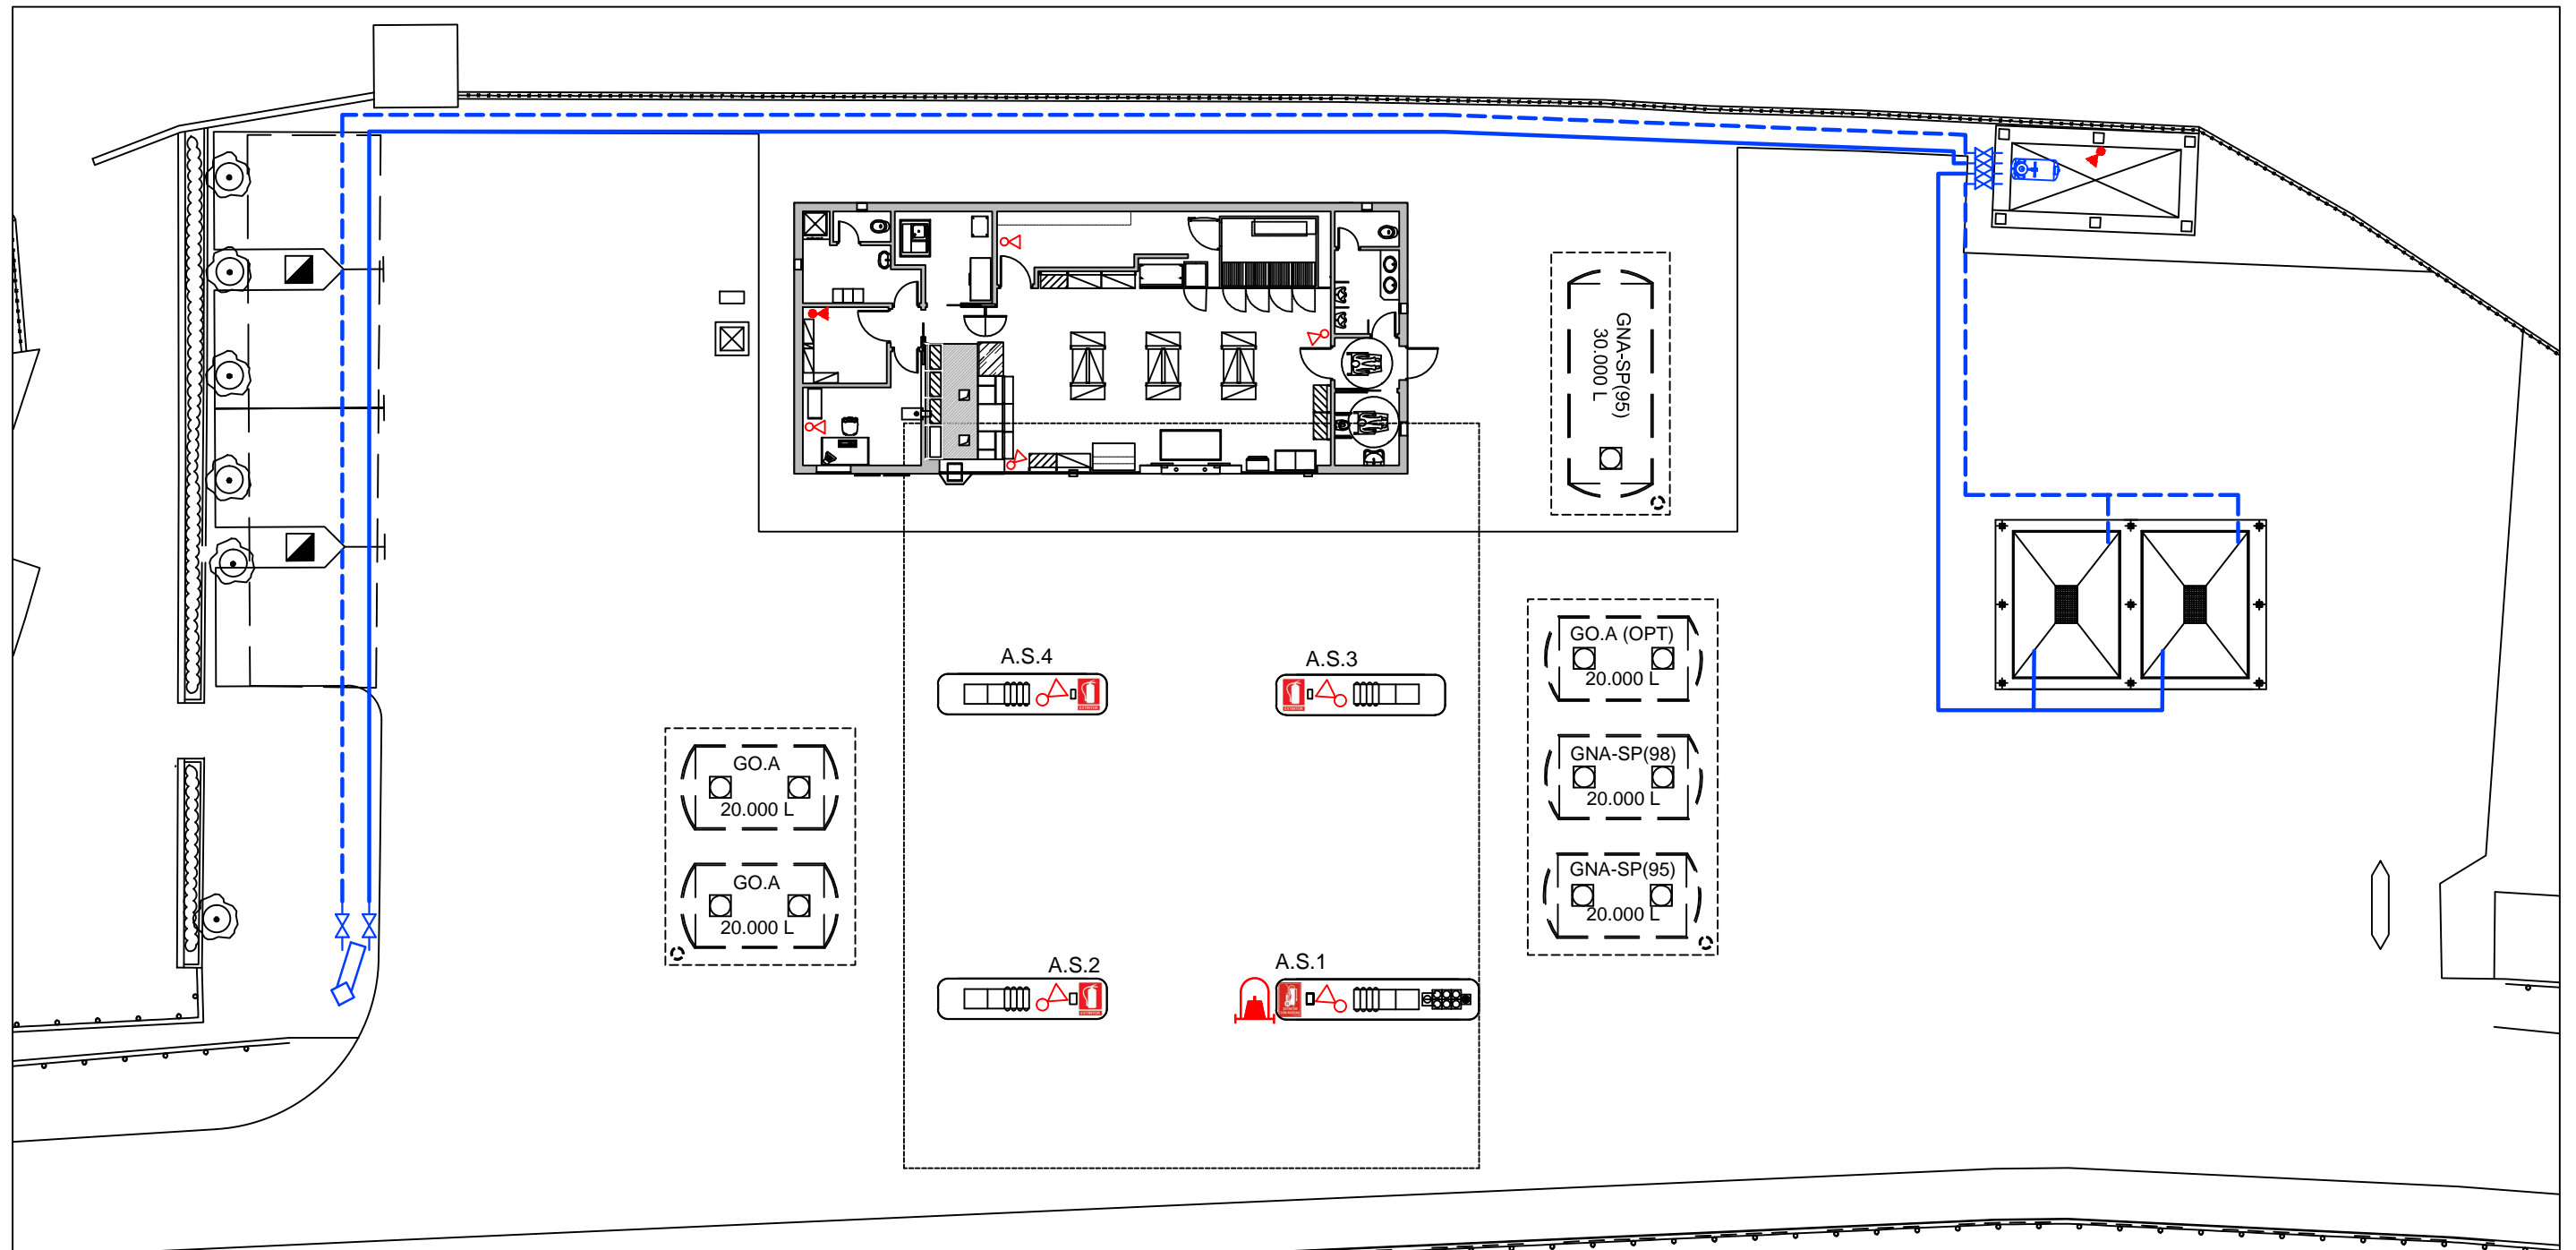 GNA-SP(95)
30.000 L
A.S.4
A.S.3
GO.A (OPT)
20.000 L
GO.A
20.000 L
GNA-SP(98)
20.000 L
GO.A
20.000 L
GNA-SP(95)
20.000 L
A.S.2
A.S.1